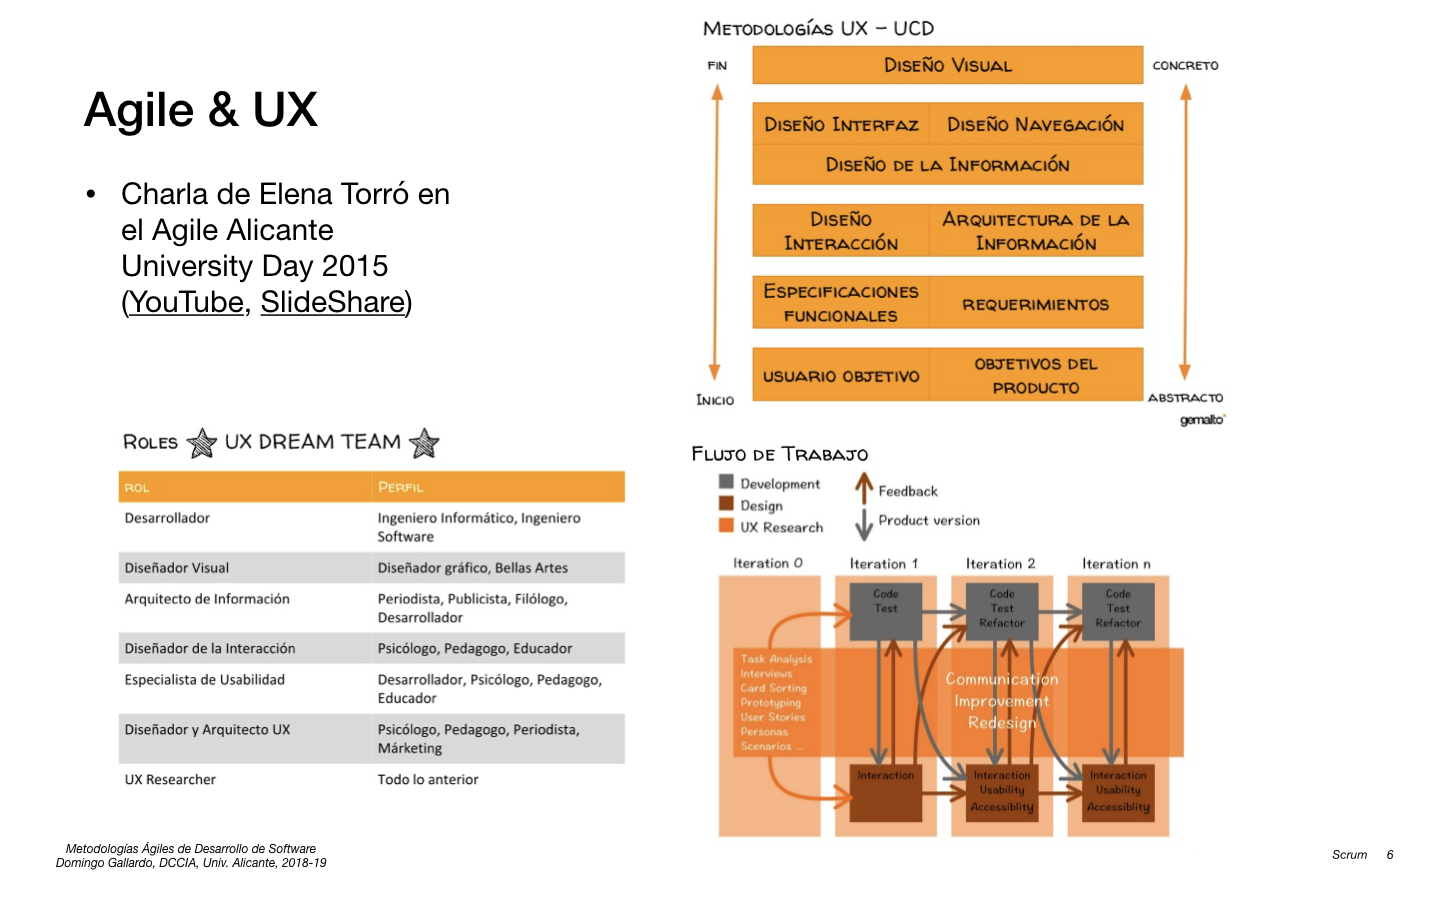 Agile & UX
• Charla de Elena Torró en
el Agile Alicante
University Day 2015
(YouTube, SlideShare)
Metodologías UX – UCD
Fin
Concreto
Diseño Visual
Diseño Interfaz
Diseño Navegación
Diseño de la Información
Diseño
Interacción
Arquitectura de la
Información
Especificaciones
funcionales
Requerimientos
Usuario objetivo
Objetivos del
producto
Inicio
Abstracto
gemalto
Roles UX DREAM TEAM
Rol Perfil
Desarrollador Ingeniero Informático, Ingeniero
Software
Diseñador Visual Diseñador gráfico, Bellas Artes
Arquitecto de Información Periodista, Publicista, Filólogo,
Desarrollador
Diseñador de la Interacción Psicólogo, Pedagogo, Educador
Especialista de Usabilidad Desarrollador, Psicólogo, Pedagogo,
Educador
Diseñador y Arquitecto UX Psicólogo, Pedagogo, Periodista,
Márketing
UX Researcher Todo lo anterior
Flujo de Trabajo
Development
Design
UX Research
Feedback
Product version
Iteration 0 Iteration 1 Iteration 2 Iteration n
Code
Test
Code
Test
Refactor
Code
Test
Refactor
Task Analysis
Interviews
Card Sorting
Prototyping
User Stories
Personas
Scenarios ...
Communication
Improvement
Redesign
Interaction
Interaction
Usability
Accessiblity
Interaction
Usability
Accessiblity
Metodologías Ágiles de Desarrollo de Software
Domingo Gallardo, DCCIA, Univ. Alicante, 2018-19
Scrum 6